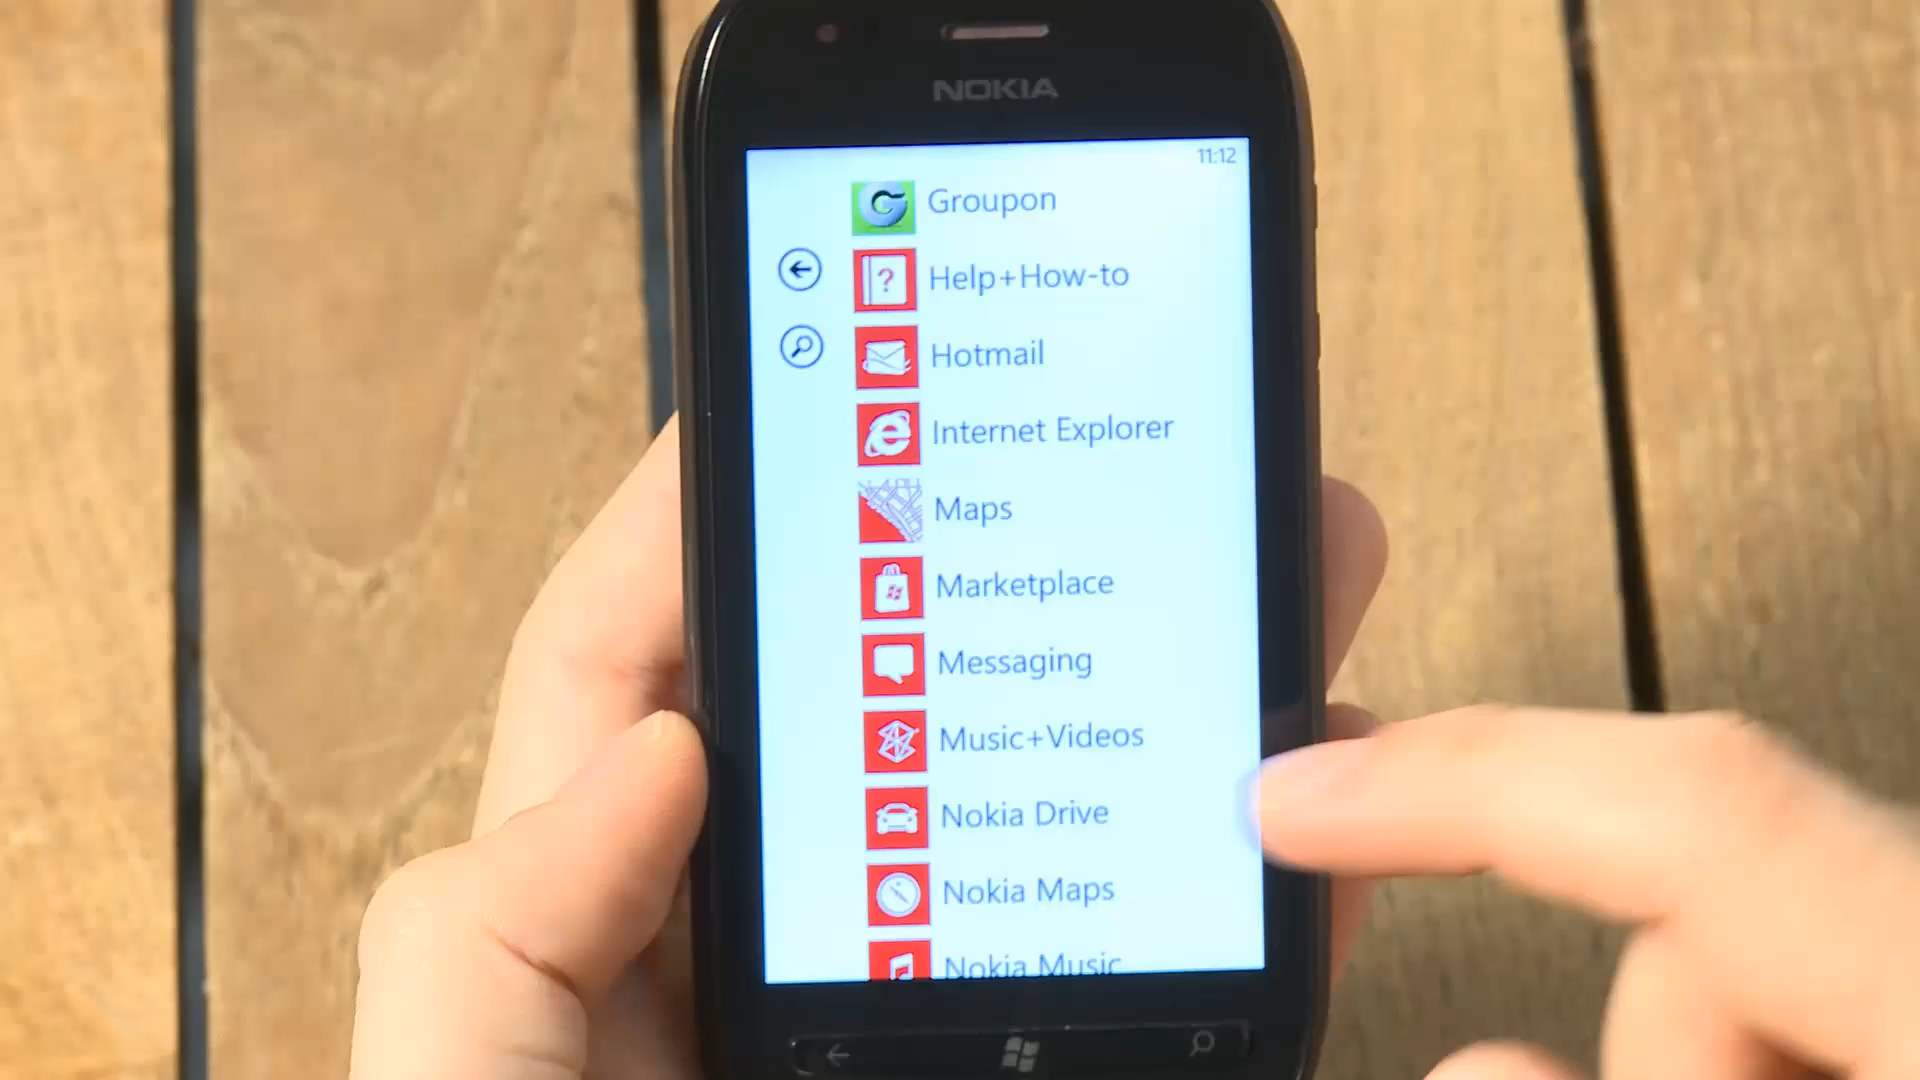 NOKIA
11:12
Groupon
Help+How-to
Hotmail
Internet Explorer
Maps
Marketplace
Messaging
Music+Videos
Nokia Drive
Nokia Maps
Nokia Music